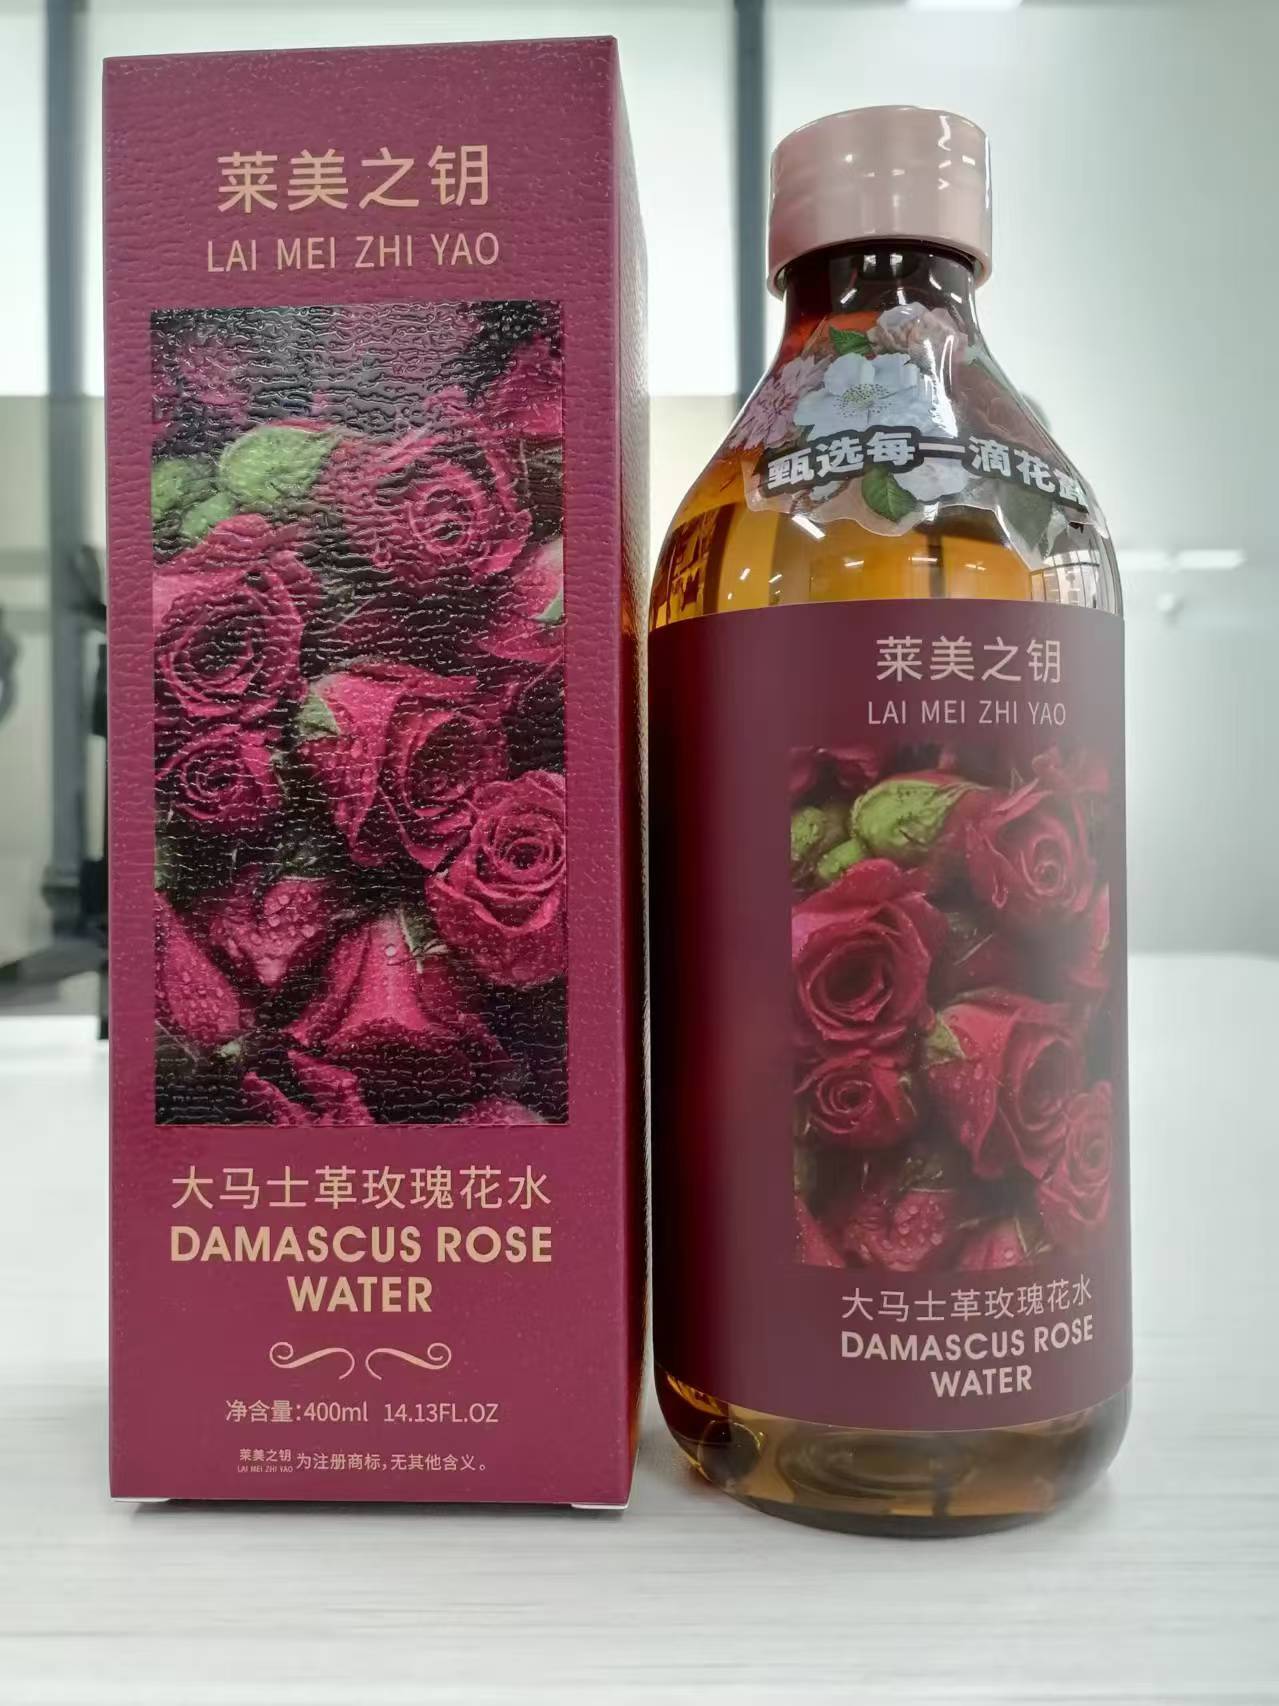 莱美之钥
LAI MEI ZHI YAO
大马士革玫瑰花水
DAMASCUS ROSE
WATER
净含量:400ml 14.13FL.OZ
莱美之钥
LAI MEI ZHI YAO
为注册商标,无其他含义。
甄选每一滴花露
莱美之钥
LAI MEI ZHI YAO
大马士革玫瑰花水
DAMASCUS ROSE
WATER